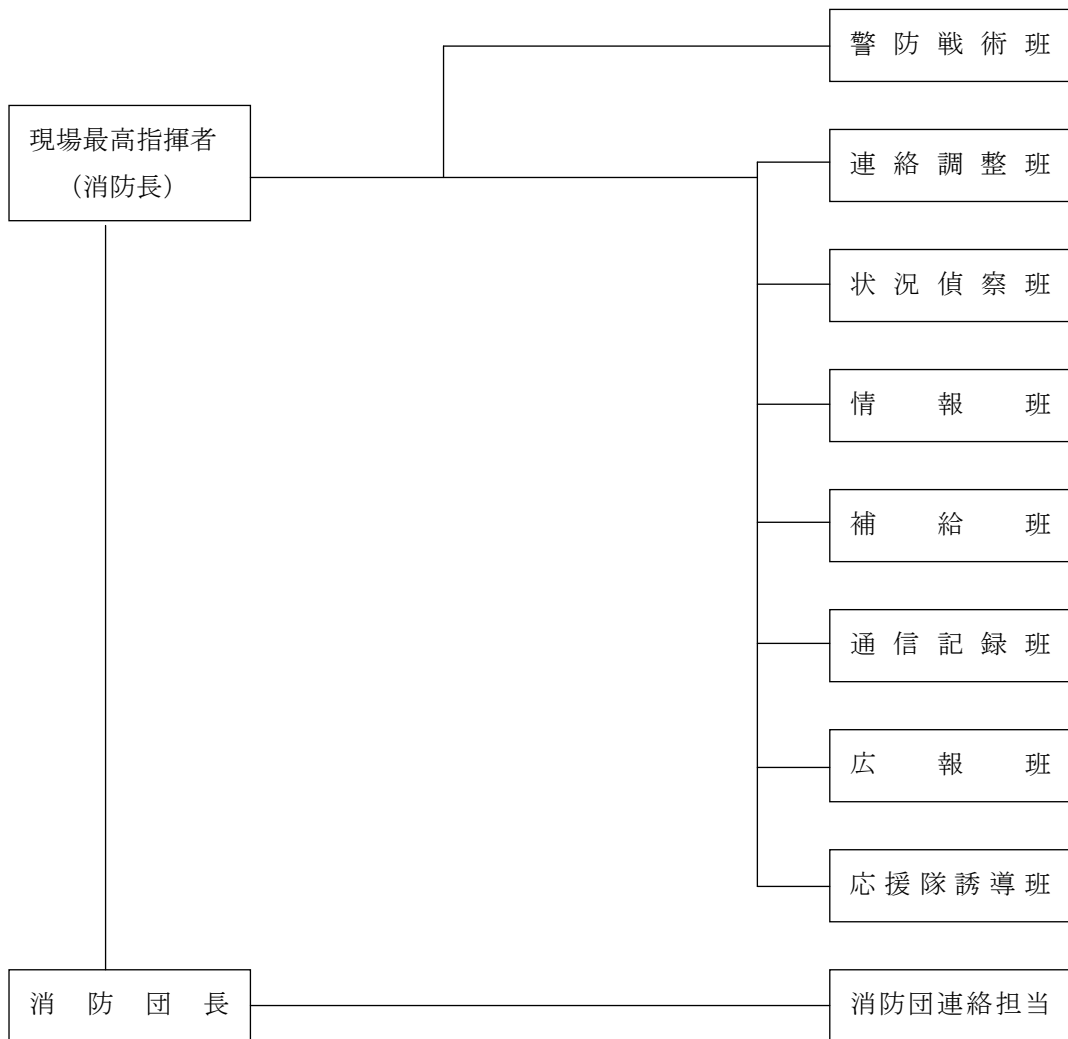 警防戦術班
現場最高指揮者
（消防長）
連絡調整班
状況偵察班
情報班
補給班
通信記録班
広報班
応援隊誘導班
消防団長
消防団連絡担当